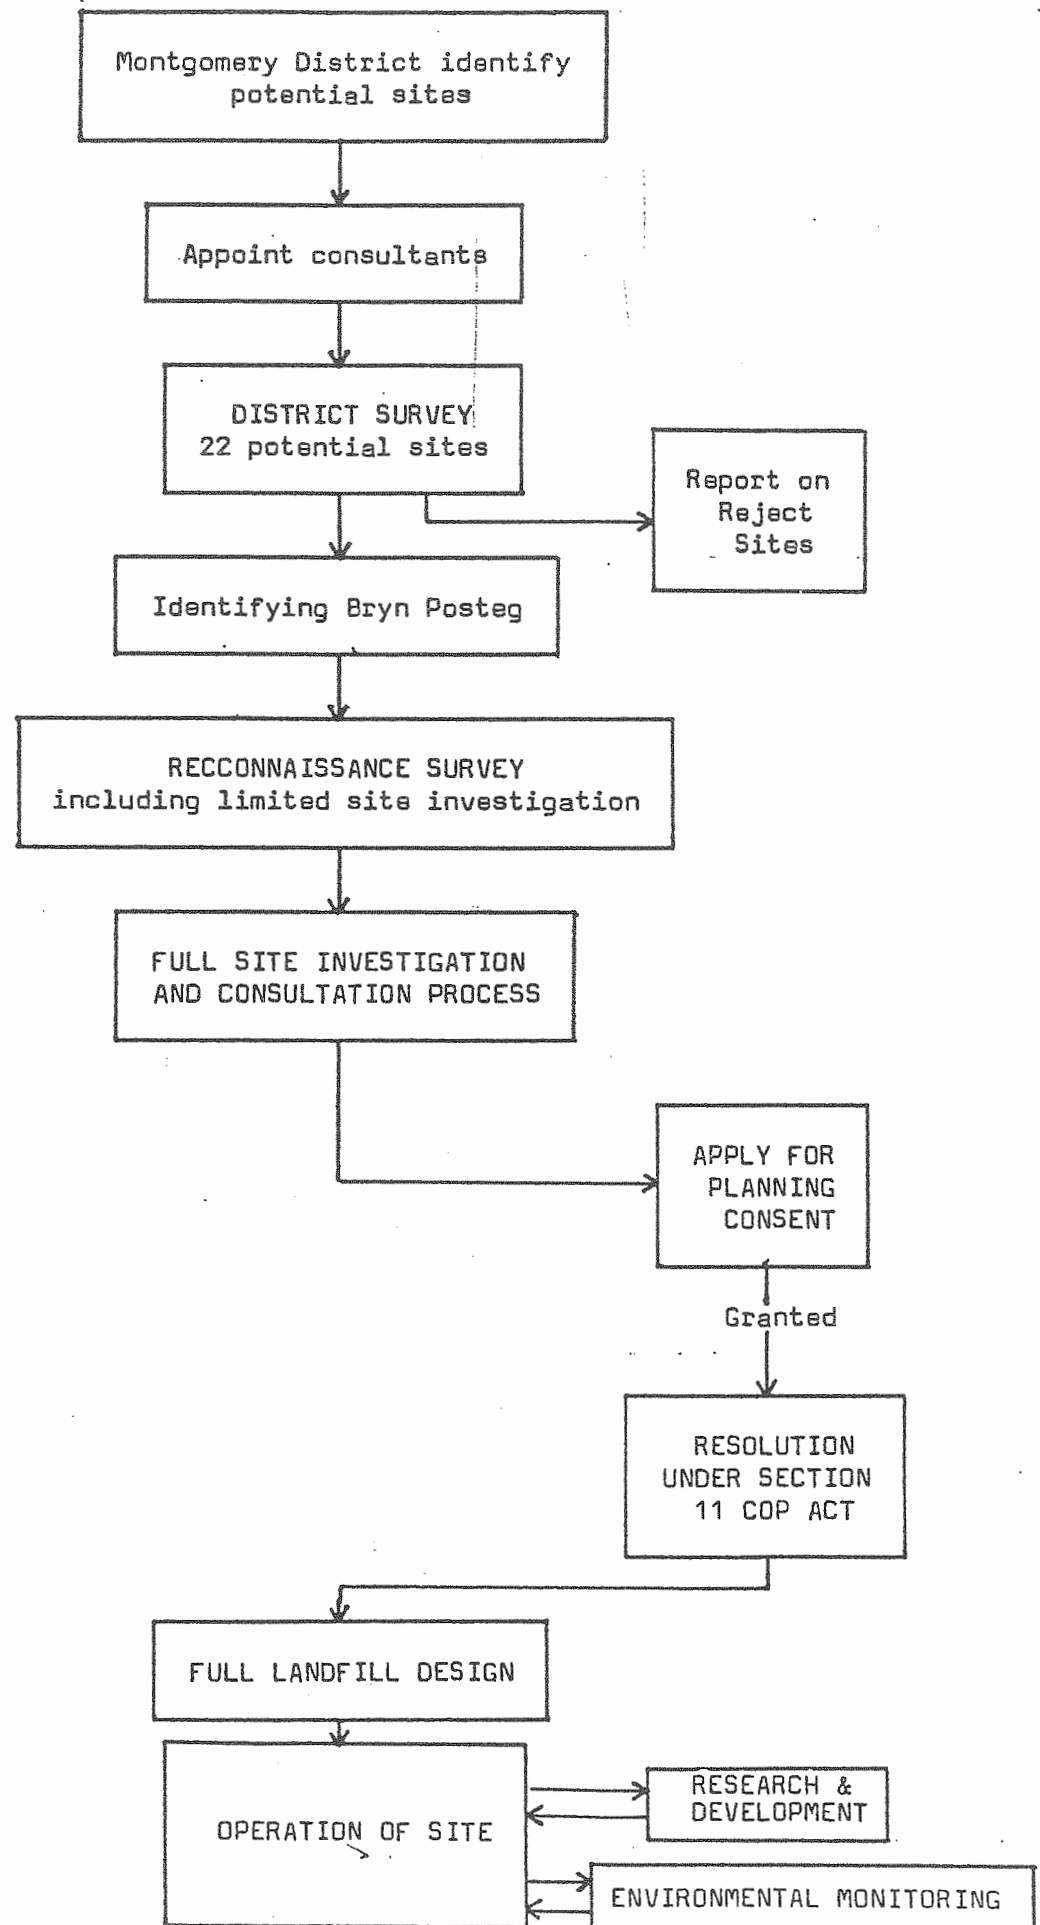 Montgomery District identify
potential sites
Appoint consultants
DISTRICT SURVEY
22 potential sites
Report on
Reject
Sites
Identifying Bryn Posteg
RECCONNAISSANCE SURVEY
including limited site investigation
FULL SITE INVESTIGATION
AND CONSULTATION PROCESS
APPLY FOR
PLANNING
CONSENT
Granted
RESOLUTION
UNDER SECTION
11 COP ACT
FULL LANDFILL DESIGN
OPERATION OF SITE
RESEARCH &
DEVELOPMENT
ENVIRONMENTAL MONITORING